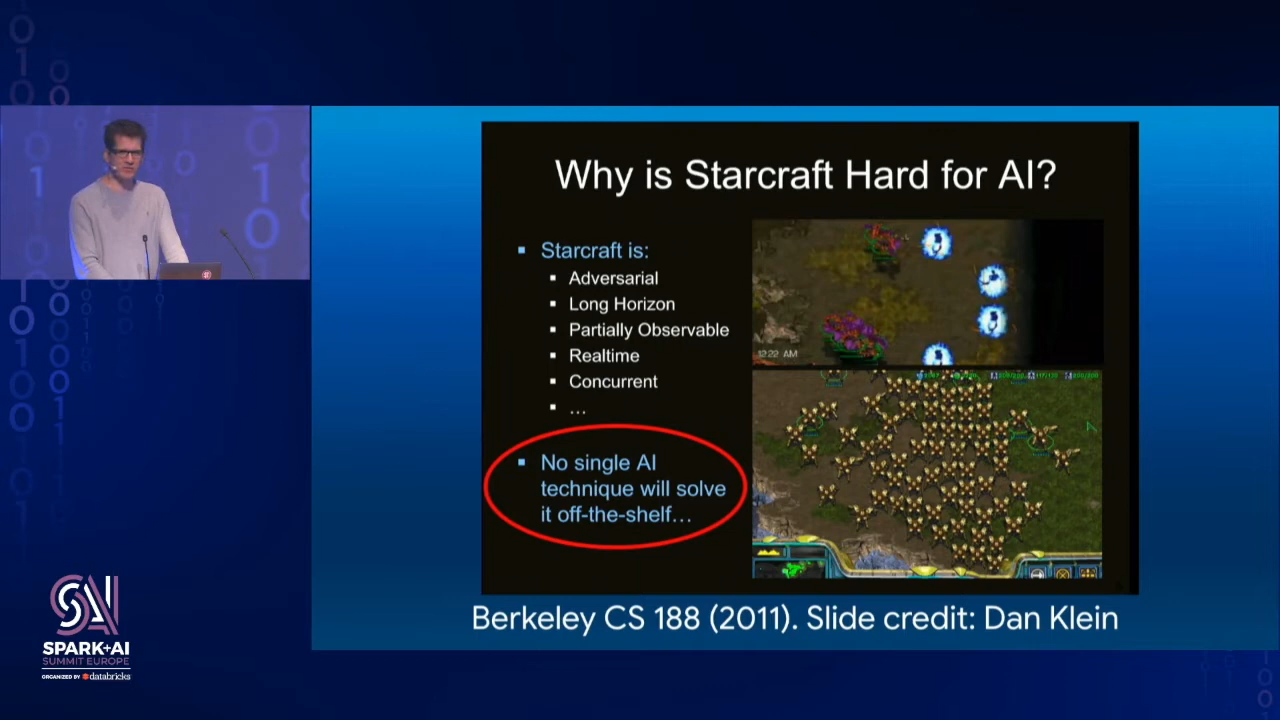 Why is Starcraft Hard for AI?
Starcraft is:
Adversarial
Long Horizon
Partially Observable
Realtime
Concurrent
...
No single AI
technique will solve
it off-the-shelf...
12:22 AM
Berkeley CS 188 (2011). Slide credit: Dan Klein
SAI
SPARK+AI
SUMMIT EUROPE
ORGANIZED BY databricks